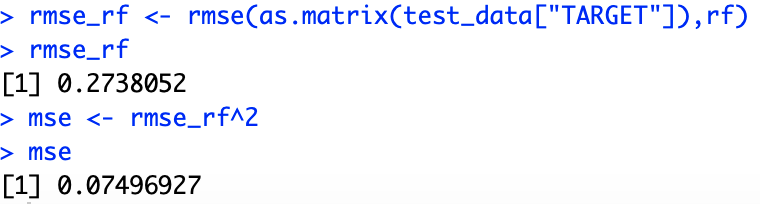 > rmse_rf <- rmse(as.matrix(test_data["TARGET"]),rf)
> rmse_rf
[1] 0.2738052
> mse <- rmse_rf^2
> mse
[1] 0.07496927